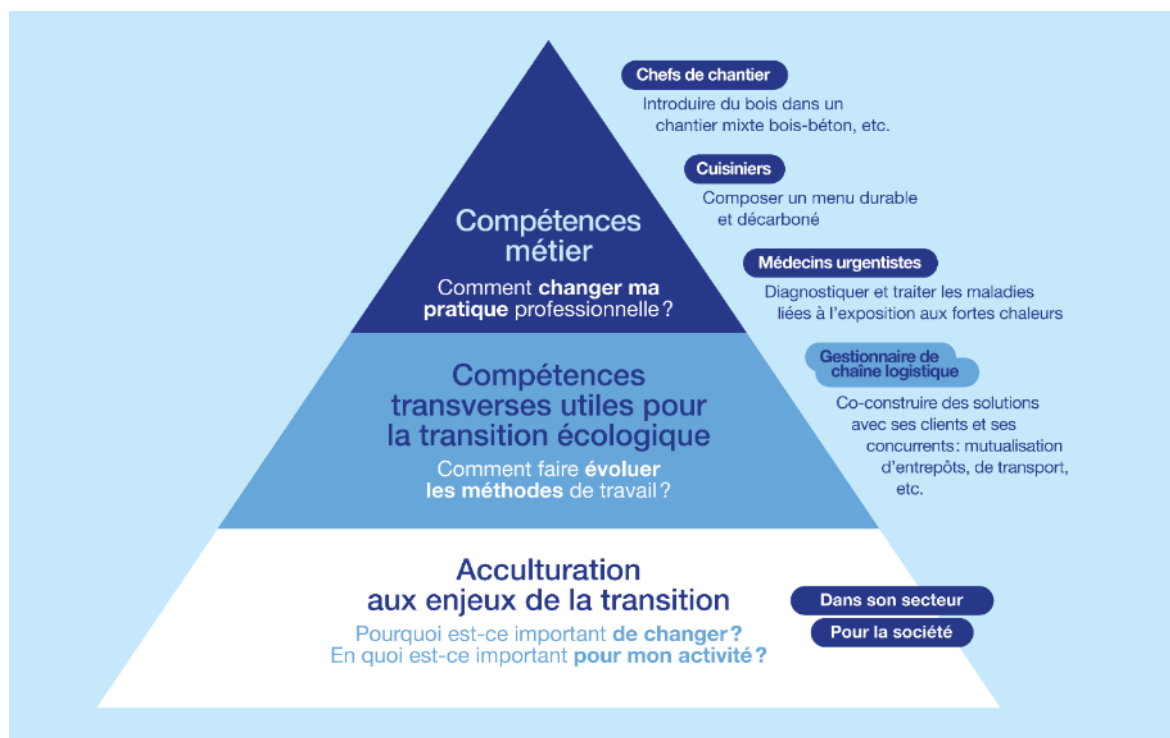 Chefs de chantier
Introduire du bois dans un
chantier mixte bois-béton, etc.
Cuisiniers
Composer un menu durable
et décarboné
Compétences
métier
Comment changer ma
pratique professionnelle ?
Médecins urgentistes
Diagnostiquer et traiter les maladies
liées à l’exposition aux fortes chaleurs
Compétences
transverses utiles pour
la transition écologique
Comment faire évoluer
les méthodes de travail ?
Gestionnaire de
chaîne logistique
Co-construire des solutions
avec ses clients et ses
concurrents : mutualisation
d’entrepôts, de transport,
etc.
Acculturation
aux enjeux de la transition
Pourquoi est-ce important de changer ?
En quoi est-ce important pour mon activité ?
Dans son secteur
Pour la société